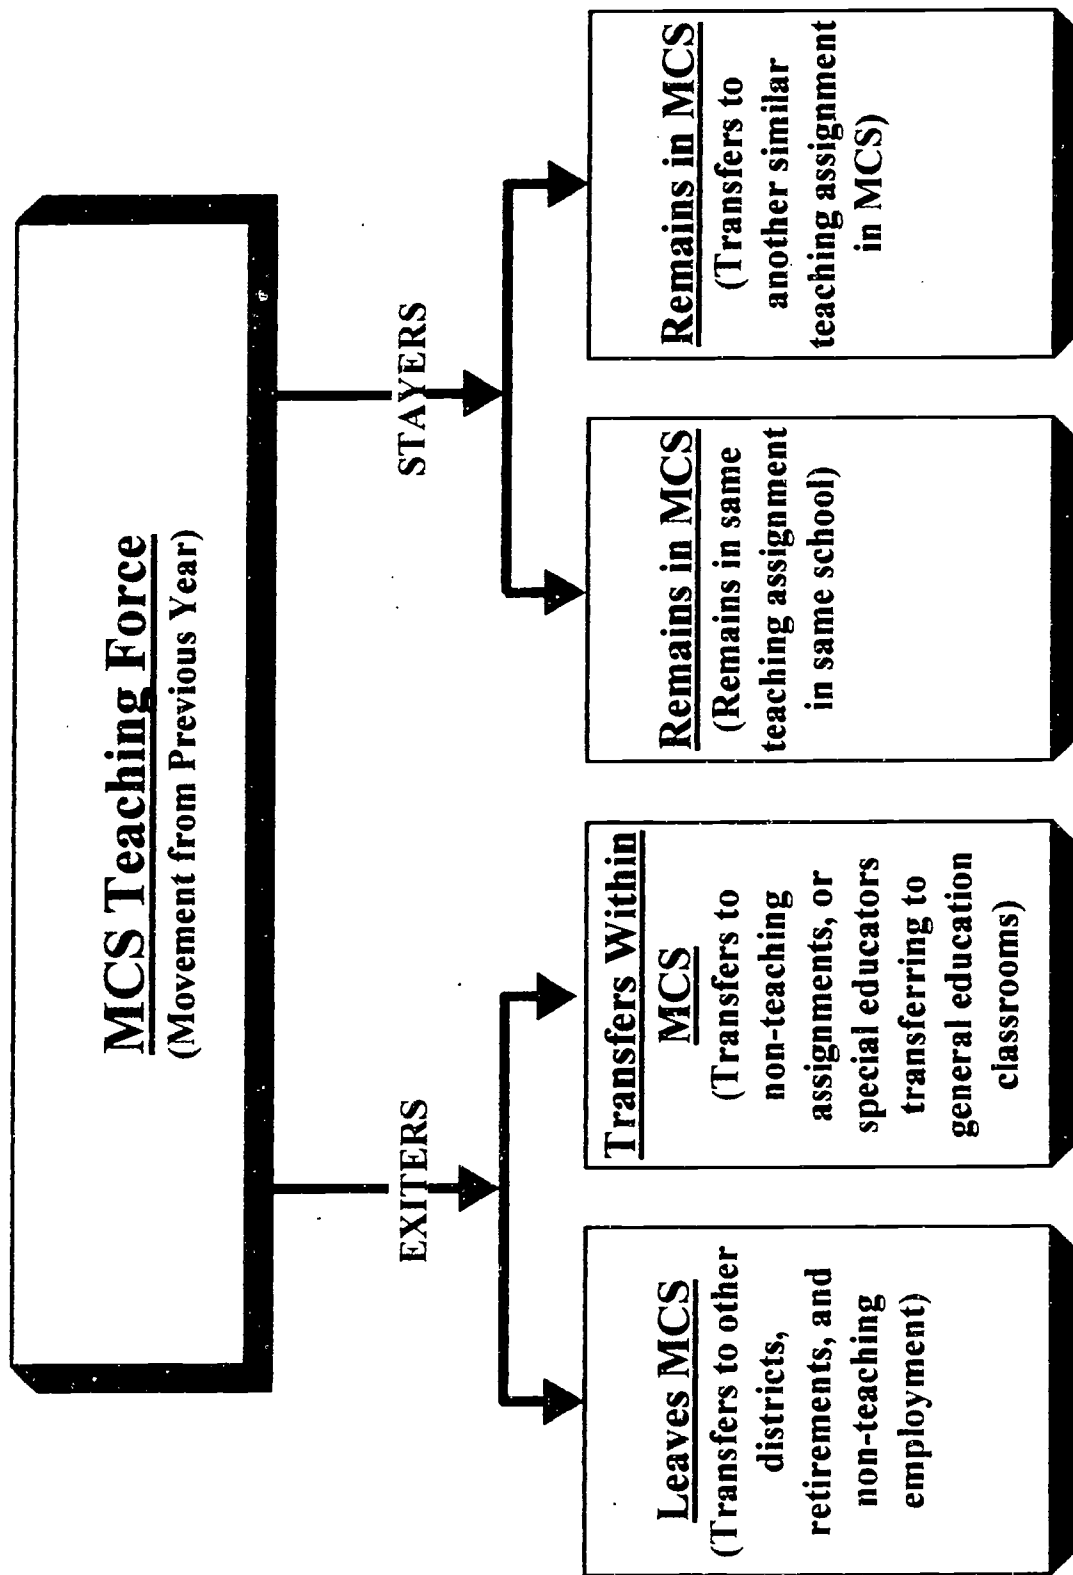 MCS Teaching Force
(Movement from Previous Year)
EXITERS
STAYERS
Leaves MCS
(Transfers to other
districts,
retirements, and
non-teaching
employment)
Transfers Within
MCS
(Transfers to
non-teaching
assignments, or
special educators
transferring to
general education
classrooms)
Remains in MCS
(Remains in same
teaching assignment
in same school)
Remains in MCS
(Transfers to
another similar
teaching assignment
in MCS)